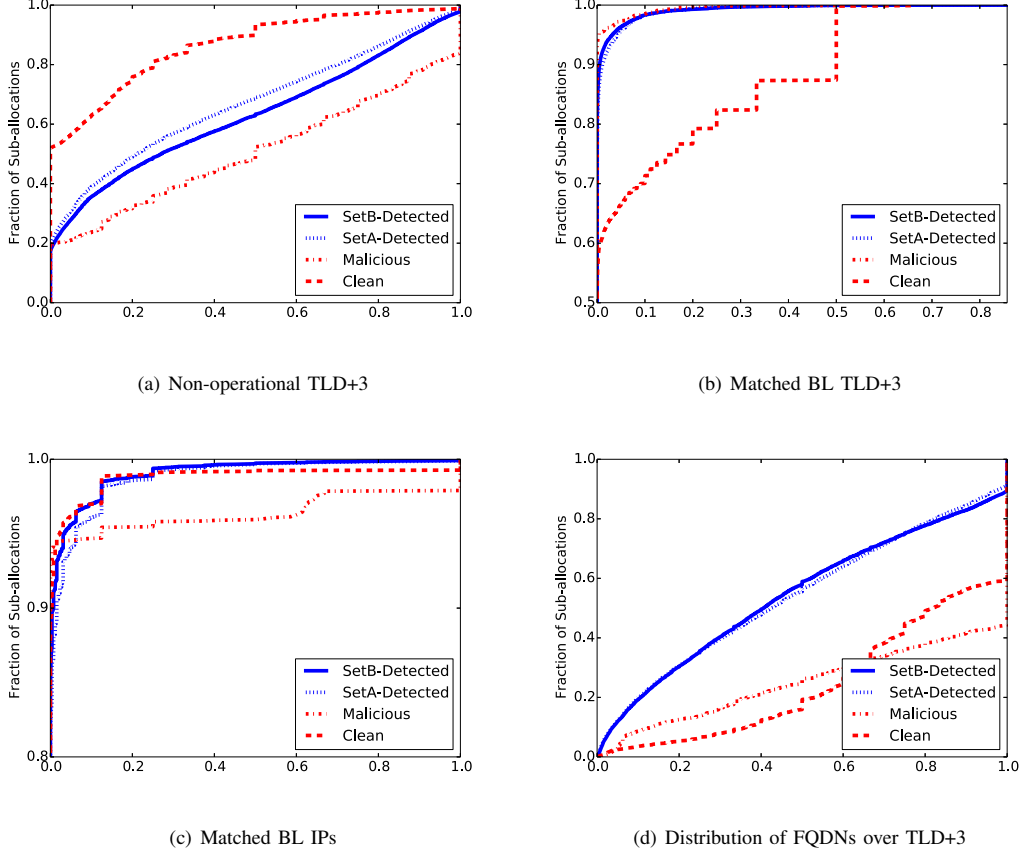 1.0
0.8
0.6
0.4
0.2
0.0
Fraction of Sub-allocations
SetB-Detected
SetA-Detected
Malicious
Clean
0.0 0.2 0.4 0.6 0.8 1.0
(a) Non-operational TLD+3
1.0
0.9
0.8
0.7
0.6
0.5
Fraction of Sub-allocations
SetB-Detected
SetA-Detected
Malicious
Clean
0.0 0.1 0.2 0.3 0.4 0.5 0.6 0.7 0.8
(b) Matched BL TLD+3
1.0
0.9
0.8
Fraction of Sub-allocations
SetB-Detected
SetA-Detected
Malicious
Clean
0.0 0.2 0.4 0.6 0.8 1.0
(c) Matched BL IPs
1.0
0.8
0.6
0.4
0.2
0.0
Fraction of Sub-allocations
SetB-Detected
SetA-Detected
Malicious
Clean
0.0 0.2 0.4 0.6 0.8 1.0
(d) Distribution of FQDNs over TLD+3